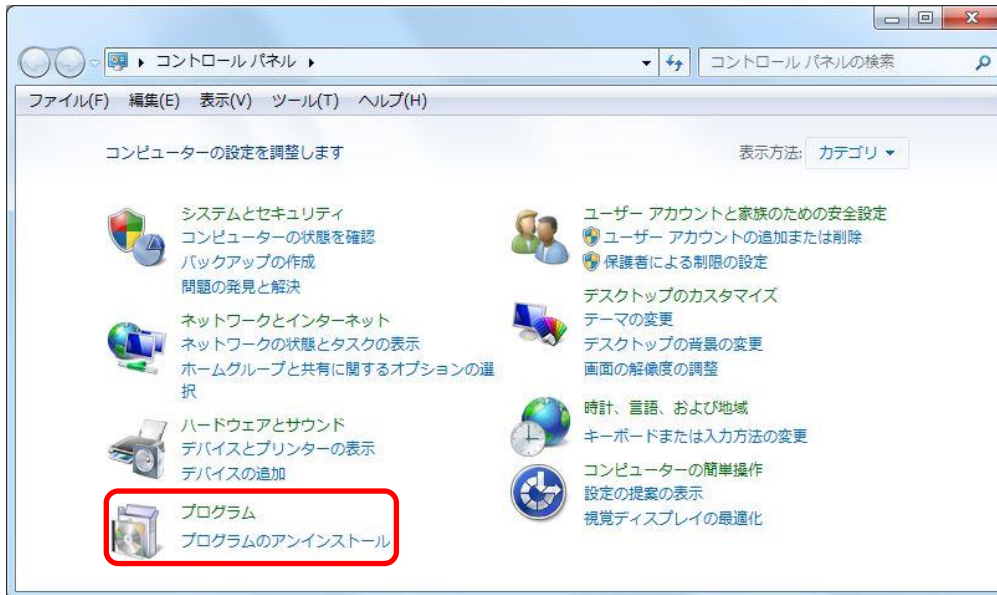 コントロール パネル
コントロール パネルの検索
ファイル(F) 編集(E) 表示(V) ツール(T) ヘルプ(H)
コンピューターの設定を調整します
表示方法: カテゴリ
システムとセキュリティ
コンピューターの状態を確認
バックアップの作成
問題の発見と解決
ネットワークとインターネット
ネットワークの状態とタスクの表示
ホームグループと共有に関するオプションの選
択
ハードウェアとサウンド
デバイスとプリンターの表示
デバイスの追加
プログラム
プログラムのアンインストール
ユーザー アカウントと家族のための安全設定
ユーザー アカウントの追加または削除
保護者による制限の設定
デスクトップのカスタマイズ
テーマの変更
デスクトップの背景の変更
画面の解像度の調整
時計、言語、および地域
キーボードまたは入力方法の変更
コンピューターの簡単操作
設定の提案の表示
視覚ディスプレイの最適化